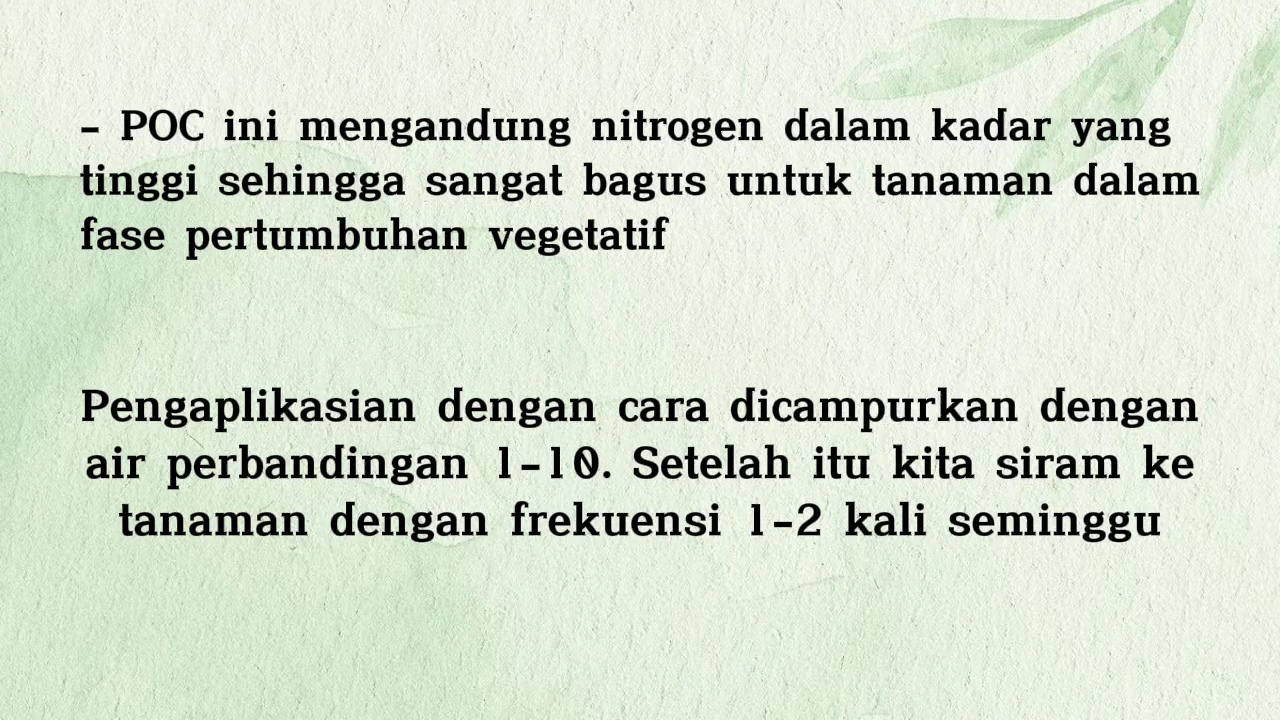 - POC ini mengandung nitrogen dalam kadar yang
tinggi sehingga sangat bagus untuk tanaman dalam
fase pertumbuhan vegetatif
Pengaplikasian dengan cara dicampurkan dengan
air perbandingan 1-10. Setelah itu kita siram ke
tanaman dengan frekuensi 1-2 kali seminggu